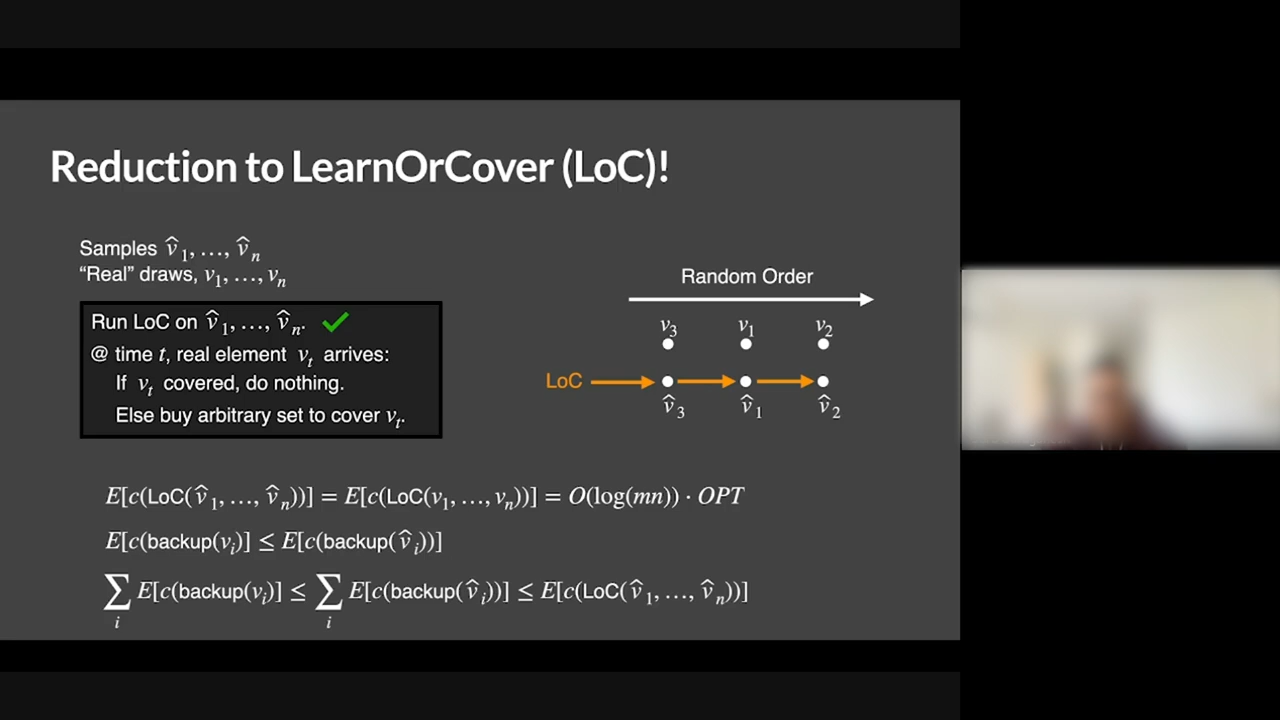 Reduction to LearnOrCover (LoC)!
Samples v̂₁, …, v̂ₙ
“Real” draws, v₁, …, vₙ
Run LoC on v̂₁, …, v̂ₙ. ✓
@ time t, real element vₜ arrives:
If vₜ covered, do nothing.
Else buy arbitrary set to cover vₜ.
Random Order
v₃ v₁ v₂
LoC
v̂₃ v̂₁ v̂₂
E[c(LoC(v̂₁, …, v̂ₙ))] = E[c(LoC(v₁, …, vₙ))] = O(log(mn)) · OPT
E[c(backup(vᵢ)] ≤ E[c(backup(v̂ᵢ))]
∑ᵢ E[c(backup(vᵢ)] ≤ ∑ᵢ E[c(backup(v̂ᵢ))] ≤ E[c(LoC(v̂₁, …, v̂ₙ))]